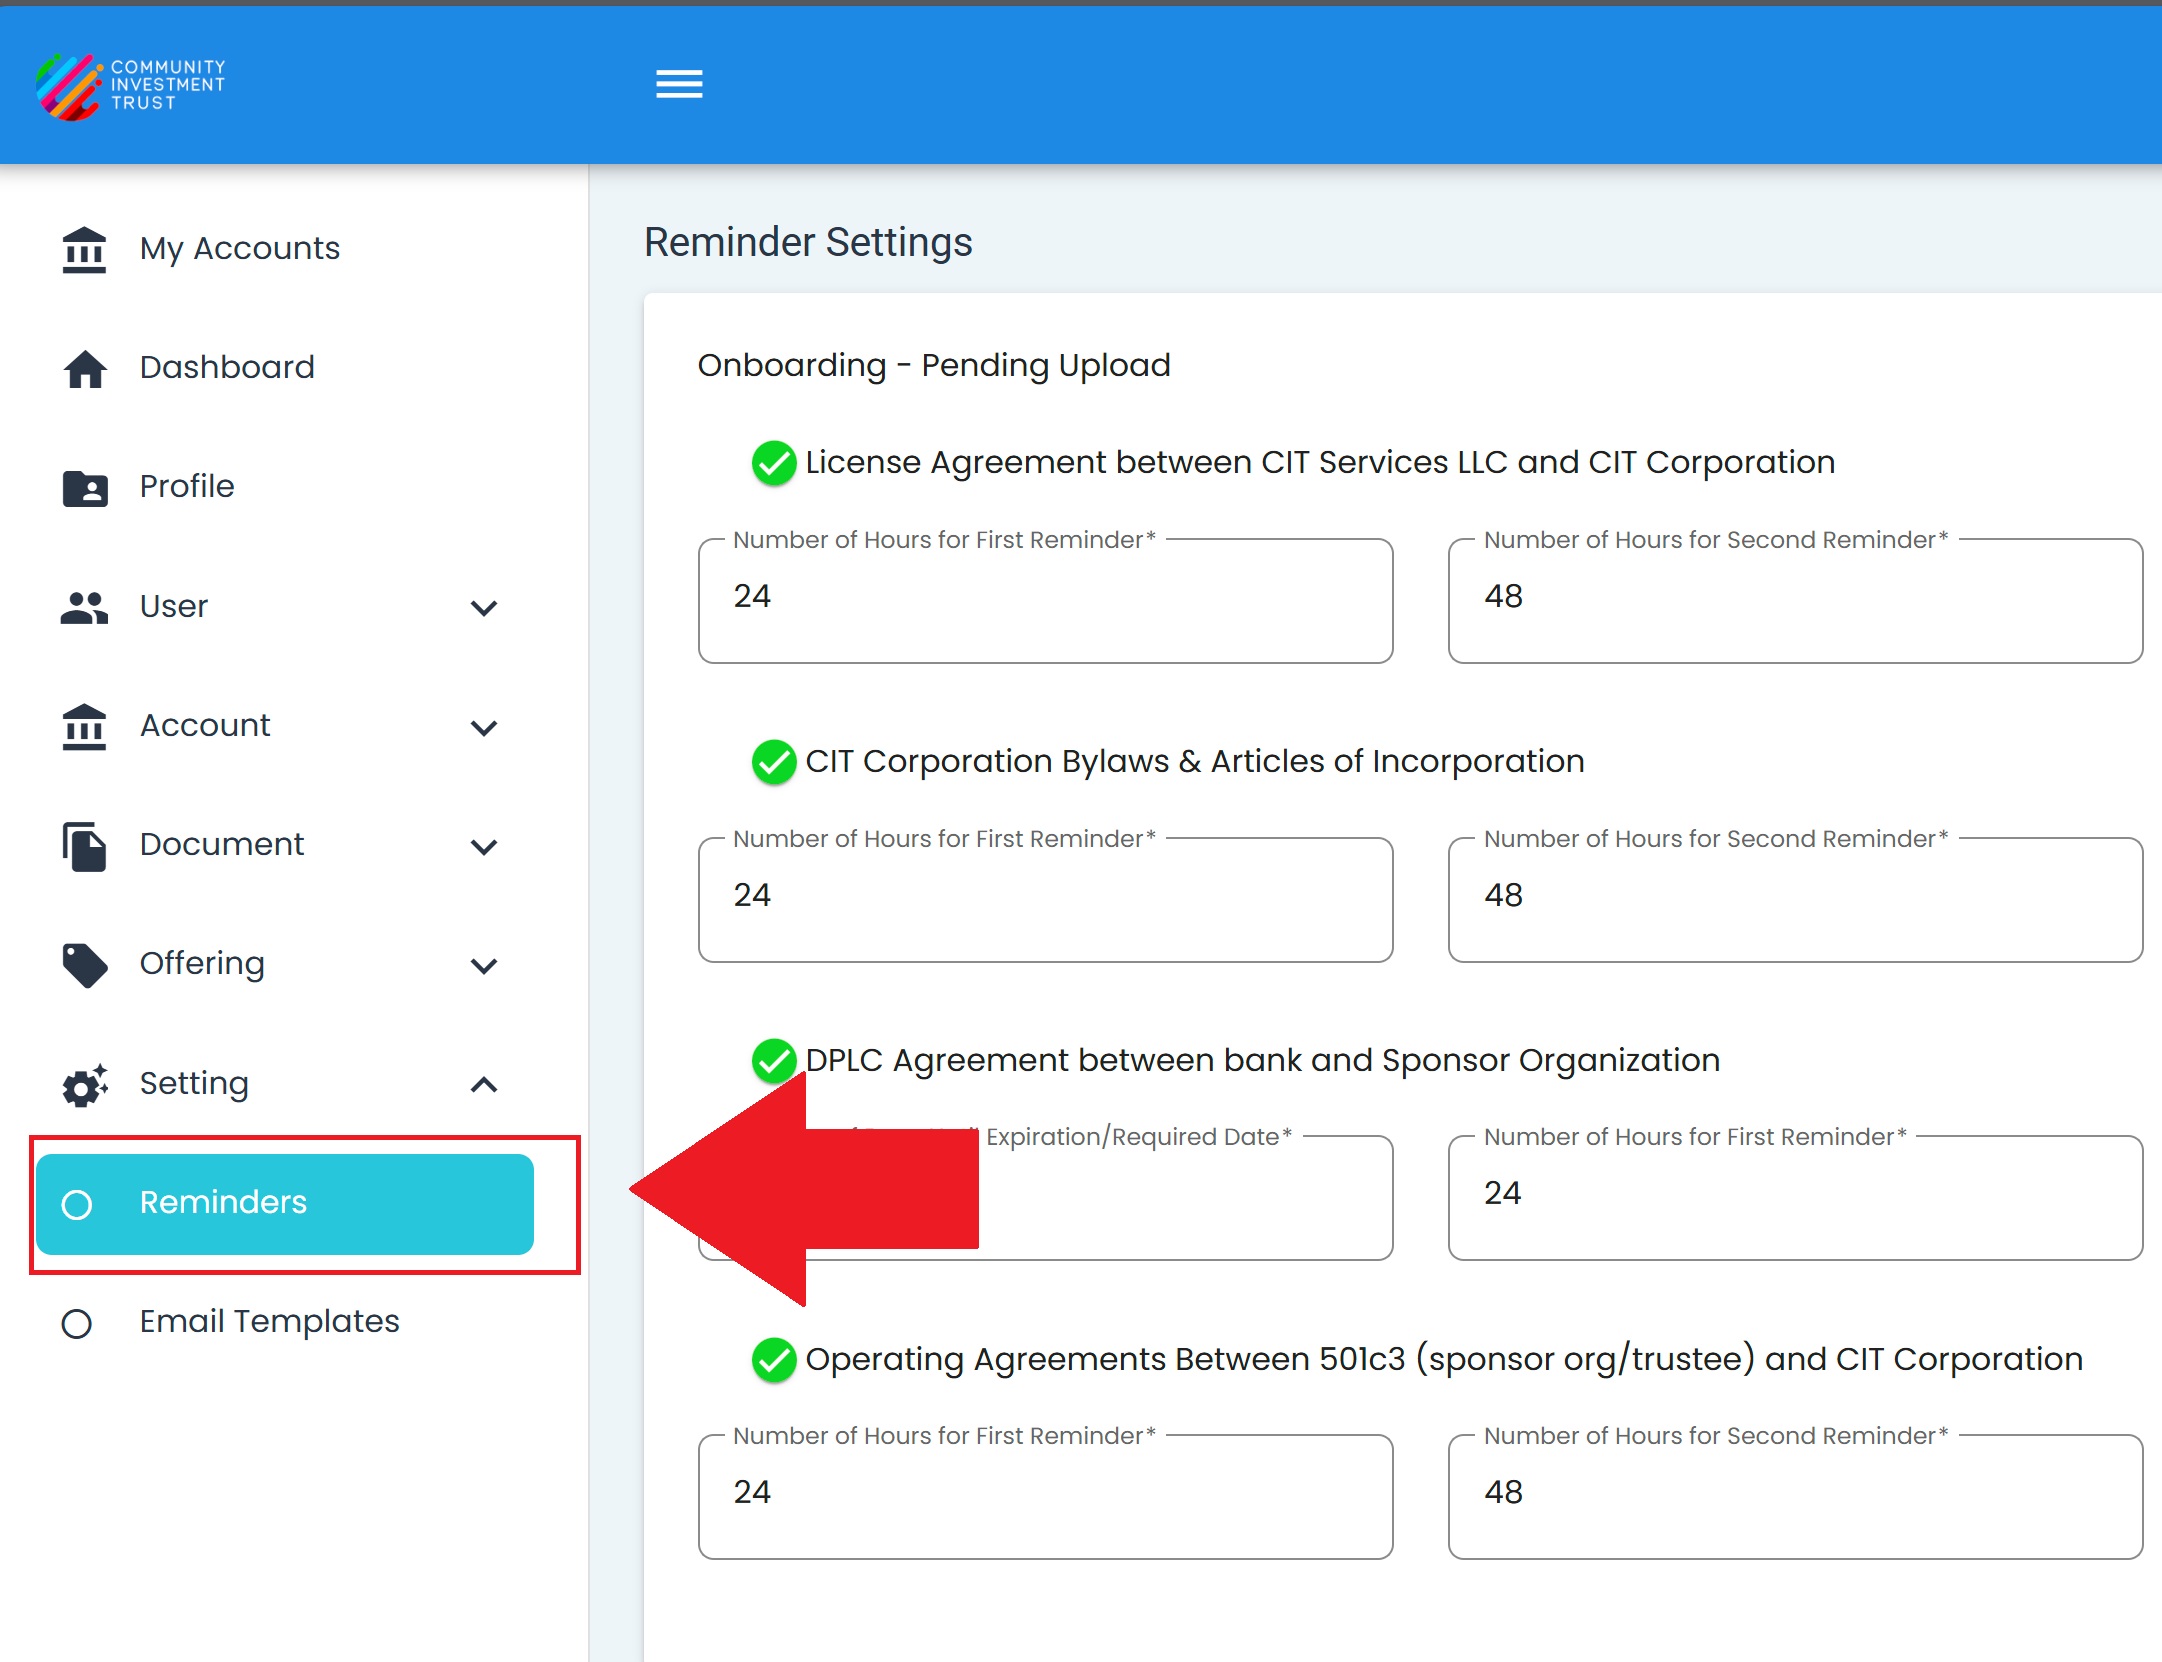 COMMUNITY
INVESTMENT
TRUST
My Accounts
Dashboard
Profile
User
Account
Document
Offering
Setting
Reminders
Email Templates
Reminder Settings
Onboarding - Pending Upload
License Agreement between CIT Services LLC and CIT Corporation
Number of Hours for First Reminder*
24
Number of Hours for Second Reminder*
48
CIT Corporation Bylaws & Articles of Incorporation
Number of Hours for First Reminder*
24
Number of Hours for Second Reminder*
48
DPLC Agreement between bank and Sponsor Organization
Expiration/Required Date*
Number of Hours for First Reminder*
24
Operating Agreements Between 501c3 (sponsor org/trustee) and CIT Corporation
Number of Hours for First Reminder*
24
Number of Hours for Second Reminder*
48